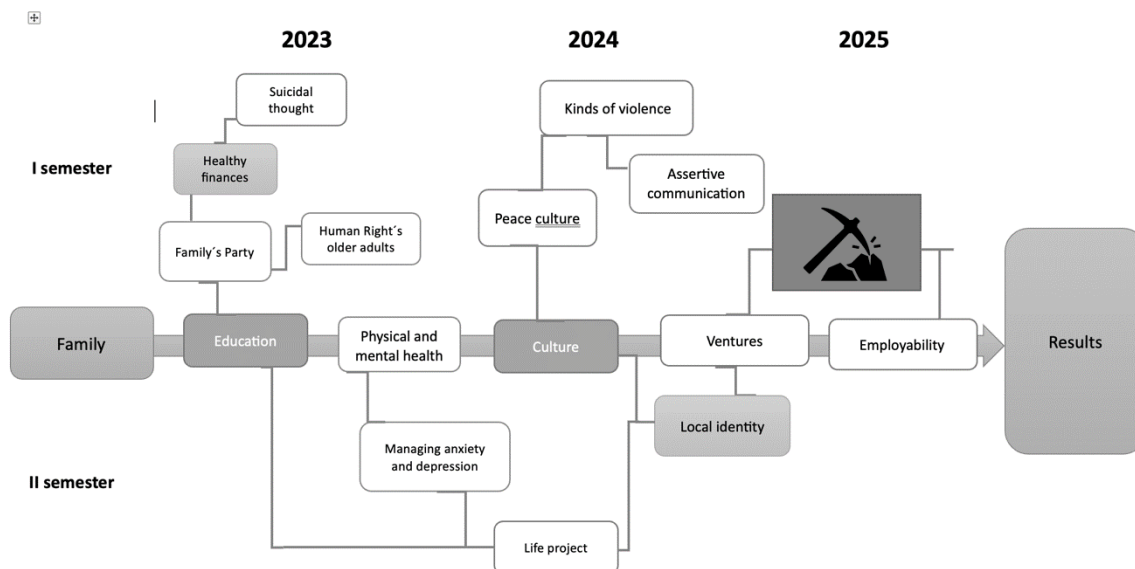 2023
2024
2025
Suicidal
thought
Kinds of violence
I semester
Healthy
finances
Assertive
communication
Peace culture
Family´s Party
Human Right´s
older adults
Family
Education
Physical and
mental health
Culture
Ventures
Employability
Results
Local identity
Managing anxiety
and depression
II semester
Life project